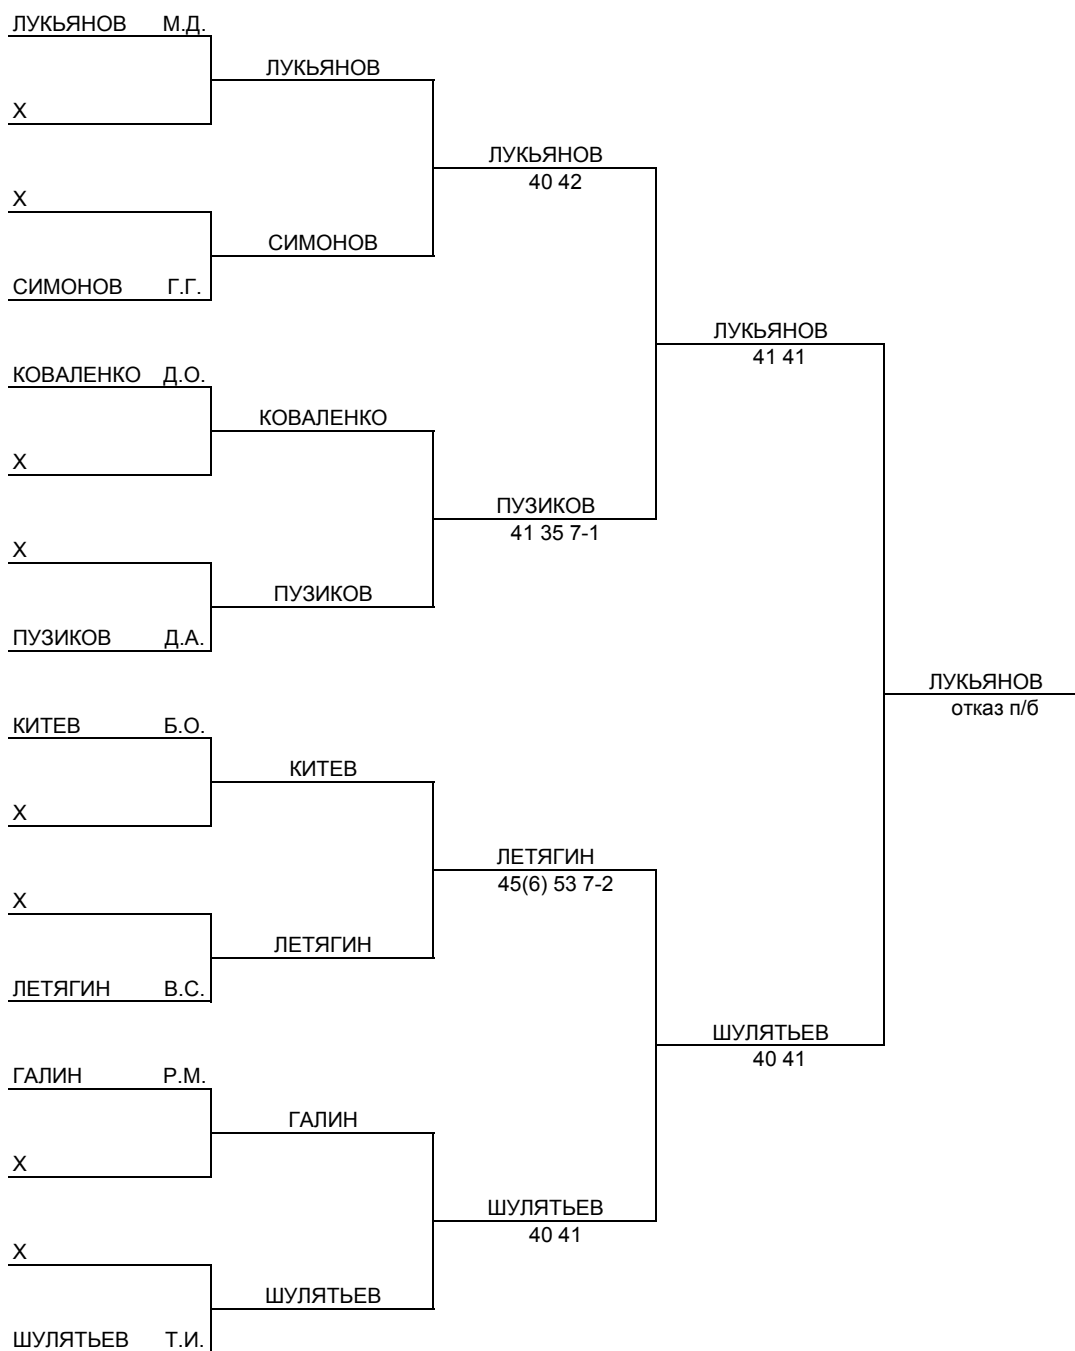 ЛУКЬЯНОВ М.Д.
ЛУКЬЯНОВ
X
ЛУКЬЯНОВ
40 42
X
СИМОНОВ
СИМОНОВ Г.Г.
ЛУКЬЯНОВ
41 41
КОВАЛЕНКО Д.О.
КОВАЛЕНКО
X
ПУЗИКОВ
41 35 7-1
X
ПУЗИКОВ
ПУЗИКОВ Д.А.
ЛУКЬЯНОВ
отказ п/б
КИТЕВ Б.О.
КИТЕВ
X
ЛЕТЯГИН
45(6) 53 7-2
X
ЛЕТЯГИН
ЛЕТЯГИН В.С.
ШУЛЯТЬЕВ
40 41
ГАЛИН Р.М.
ГАЛИН
X
ШУЛЯТЬЕВ
40 41
X
ШУЛЯТЬЕВ
ШУЛЯТЬЕВ Т.И.